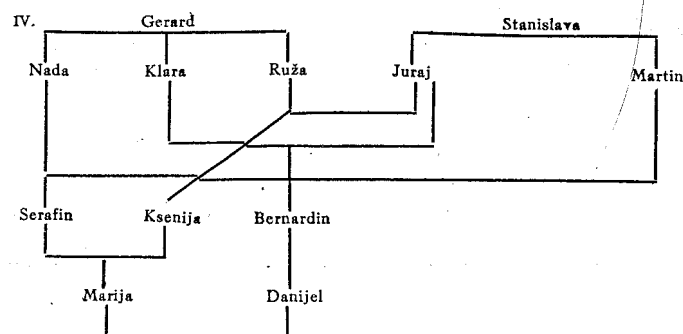 IV. Gerard Stanislava
Nada Klara Ruža Juraj Martin
Serafin Ksenija Bernardin
Marija Danijel